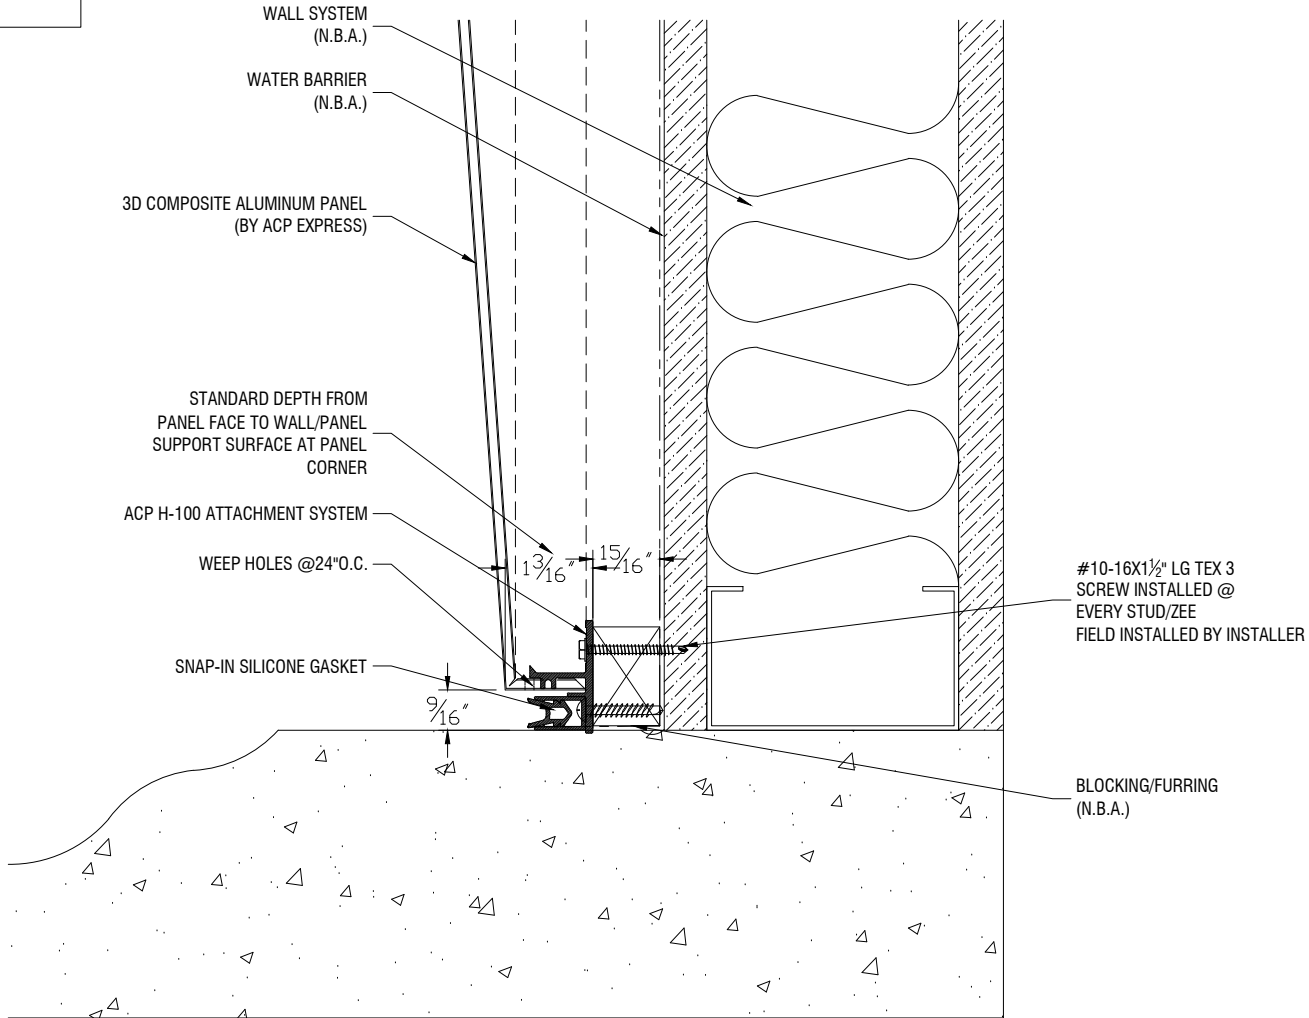 WALL SYSTEM
(N.B.A.)
WATER BARRIER
(N.B.A.)
3D COMPOSITE ALUMINUM PANEL
(BY ACP EXPRESS)
STANDARD DEPTH FROM
PANEL FACE TO WALL/PANEL
SUPPORT SURFACE AT PANEL
CORNER
ACP H-100 ATTACHMENT SYSTEM
WEEP HOLES @24"O.C.
1 3/16"
15/16"
SNAP-IN SILICONE GASKET
9/16"
#10-16X1½" LG TEX 3
SCREW INSTALLED @
EVERY STUD/ZEE
FIELD INSTALLED BY INSTALLER
BLOCKING/FURRING
(N.B.A.)